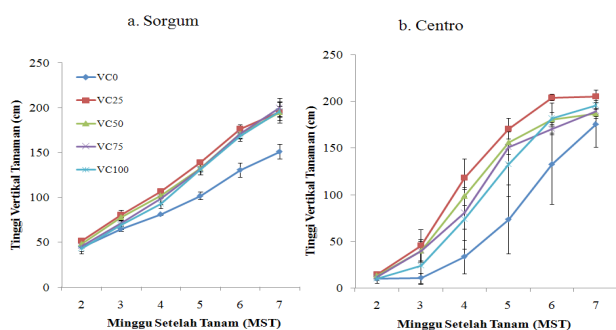 a. Sorgum
b. Centro
Tinggi Vertikal Tanaman (cm)
250
200
150
100
50
0
VC0
VC25
VC50
VC75
VC100
2 3 4 5 6 7
Minggu Setelah Tanam (MST)
Tinggi Vertikal Tanaman (cm)
250
200
150
100
50
0
2 3 4 5 6 7
Minggu Setelah Tanam (MST)